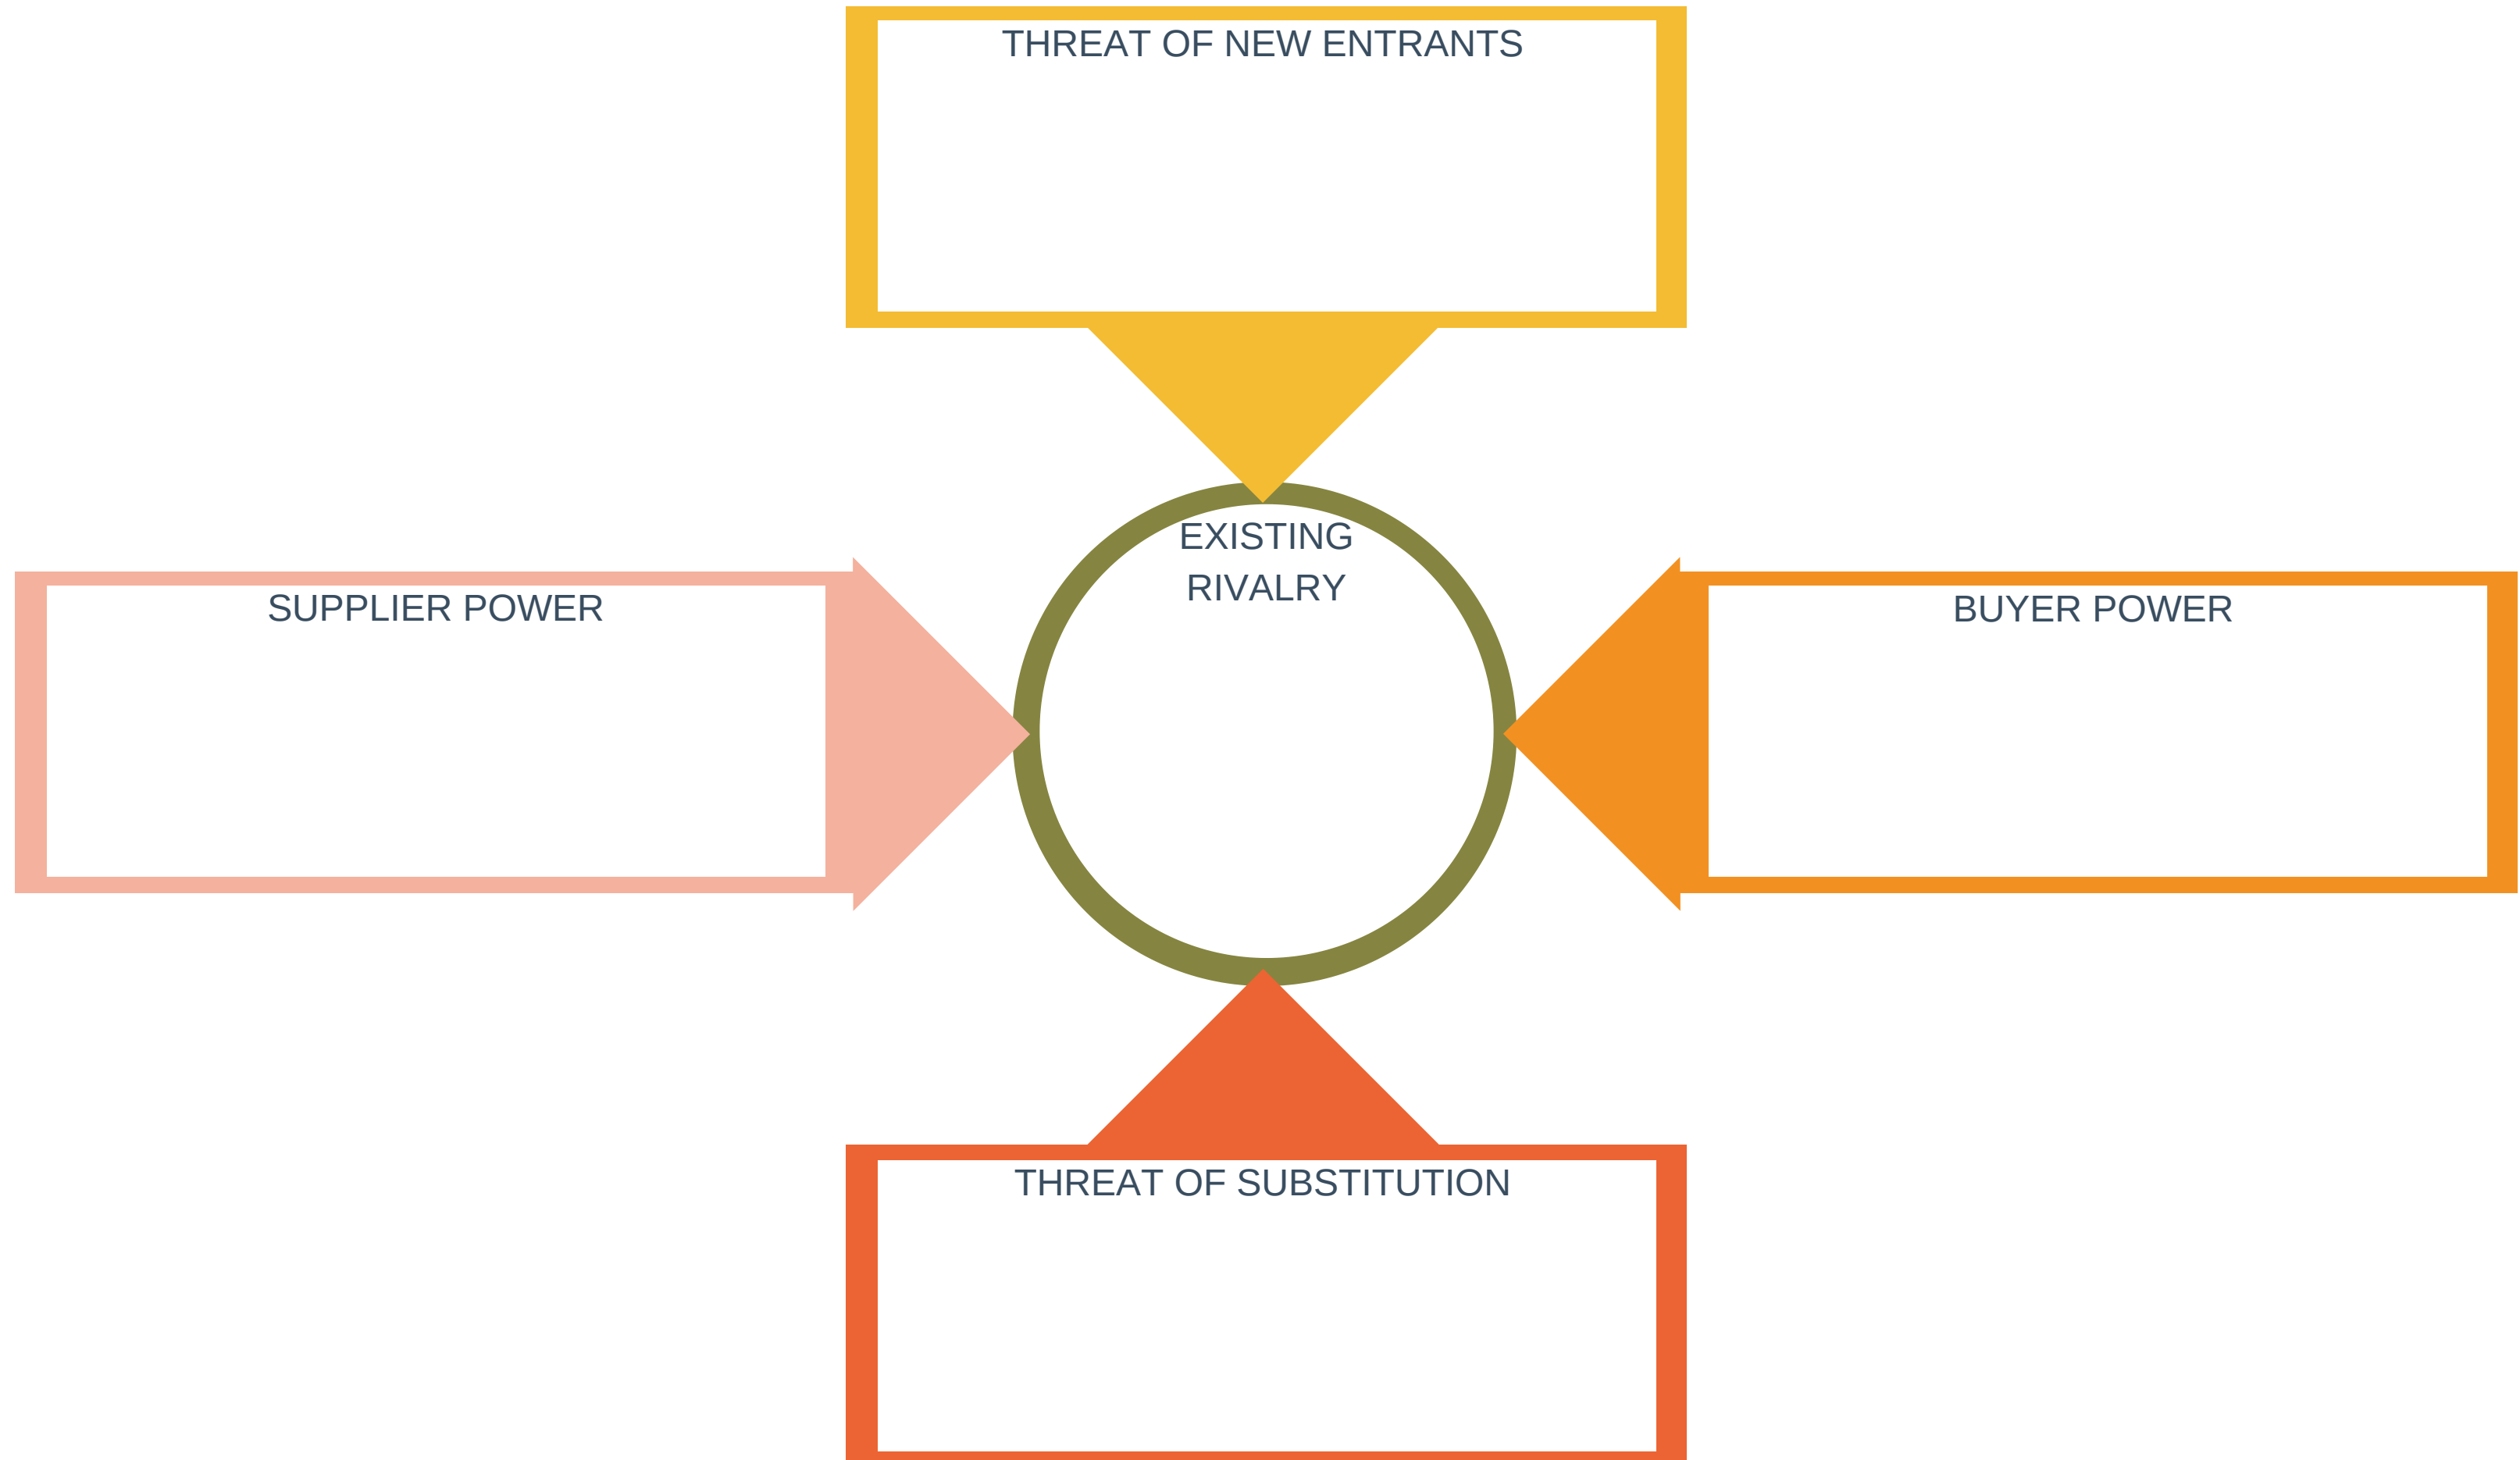 THREAT OF NEW ENTRANTS
EXISTING
RIVALRY
SUPPLIER POWER
BUYER POWER
THREAT OF SUBSTITUTION